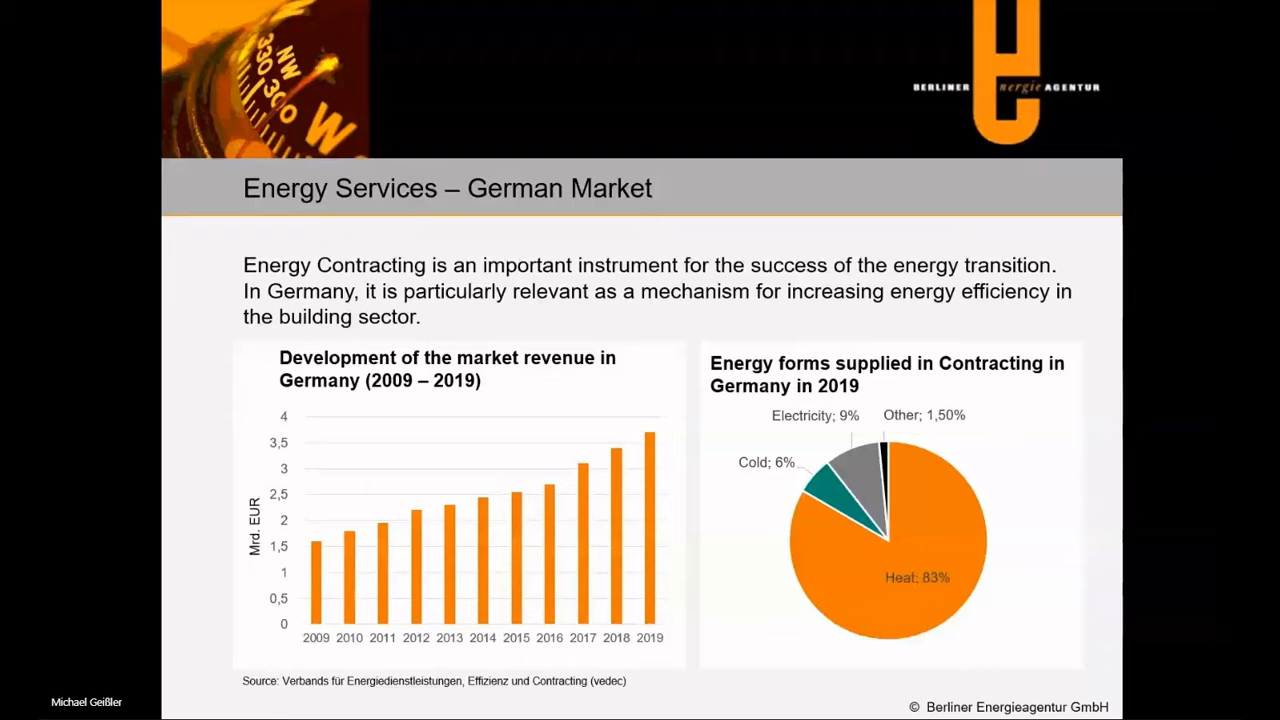 330
NW
300
W
BERLINER energie AGENTUR
Energy Services – German Market
Energy Contracting is an important instrument for the success of the energy transition.
In Germany, it is particularly relevant as a mechanism for increasing energy efficiency in
the building sector.
Development of the market revenue in
Germany (2009 – 2019)
Mrd. EUR
4
3,5
3
2,5
2
1,5
1
0,5
0
2009 2010 2011 2012 2013 2014 2015 2016 2017 2018 2019
Energy forms supplied in Contracting in
Germany in 2019
Electricity; 9% Other; 1,50%
Cold; 6%
Heat; 83%
Source: Verbands für Energiedienstleistungen, Effizienz und Contracting (vedec)
© Berliner Energieagentur GmbH
Michael Geißler